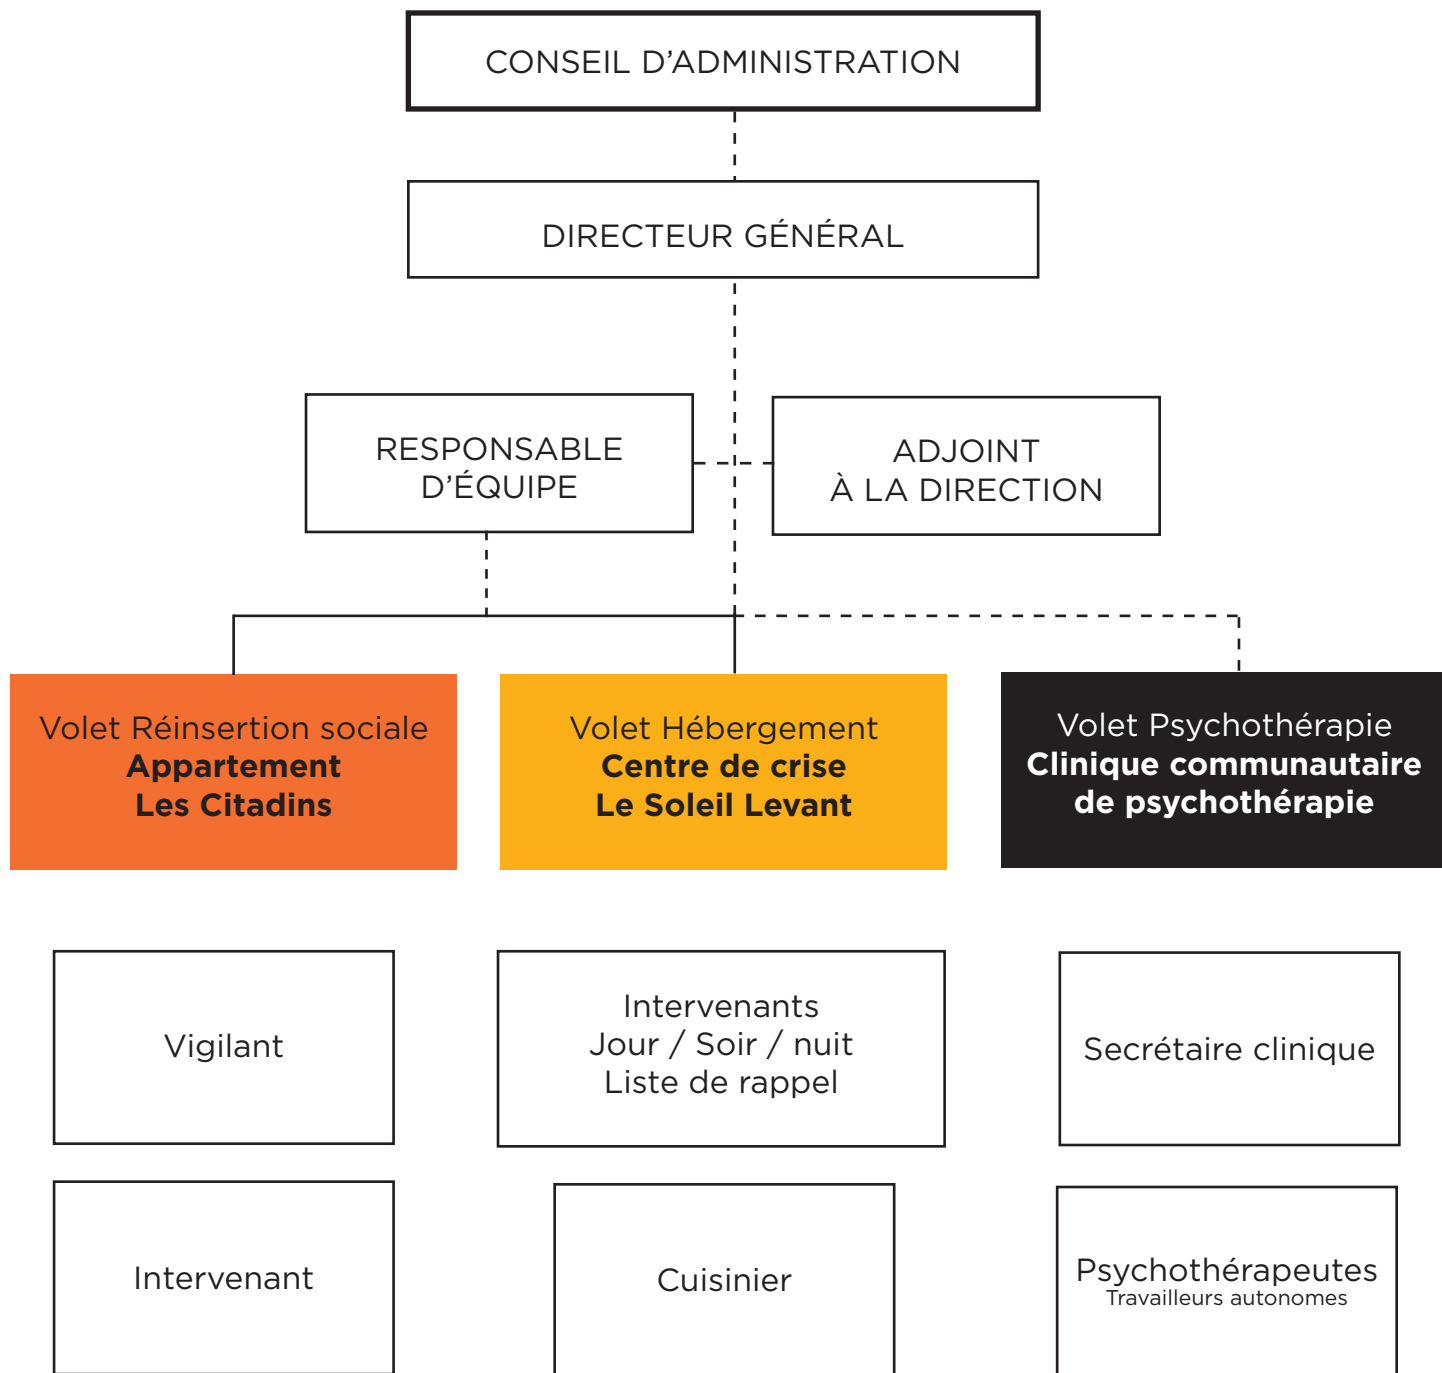 CONSEIL D'ADMINISTRATION
DIRECTEUR GÉNÉRAL
RESPONSABLE
D’ÉQUIPE
ADJOINT
À LA DIRECTION
Volet Réinsertion sociale
Appartement
Les Citadins
Volet Hébergement
Centre de crise
Le Soleil Levant
Volet Psychothérapie
Clinique communautaire
de psychothérapie
Vigilant
Intervenants
Jour / Soir / nuit
Liste de rappel
Secrétaire clinique
Intervenant
Cuisinier
Psychothérapeutes
Travailleurs autonomes